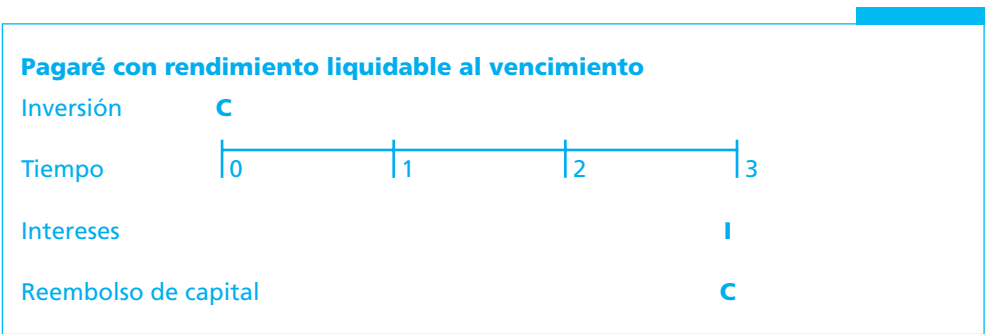 Pagaré con rendimiento liquidable al vencimiento
Inversión C
Tiempo 0 1 2 3
Intereses I
Reembolso de capital C